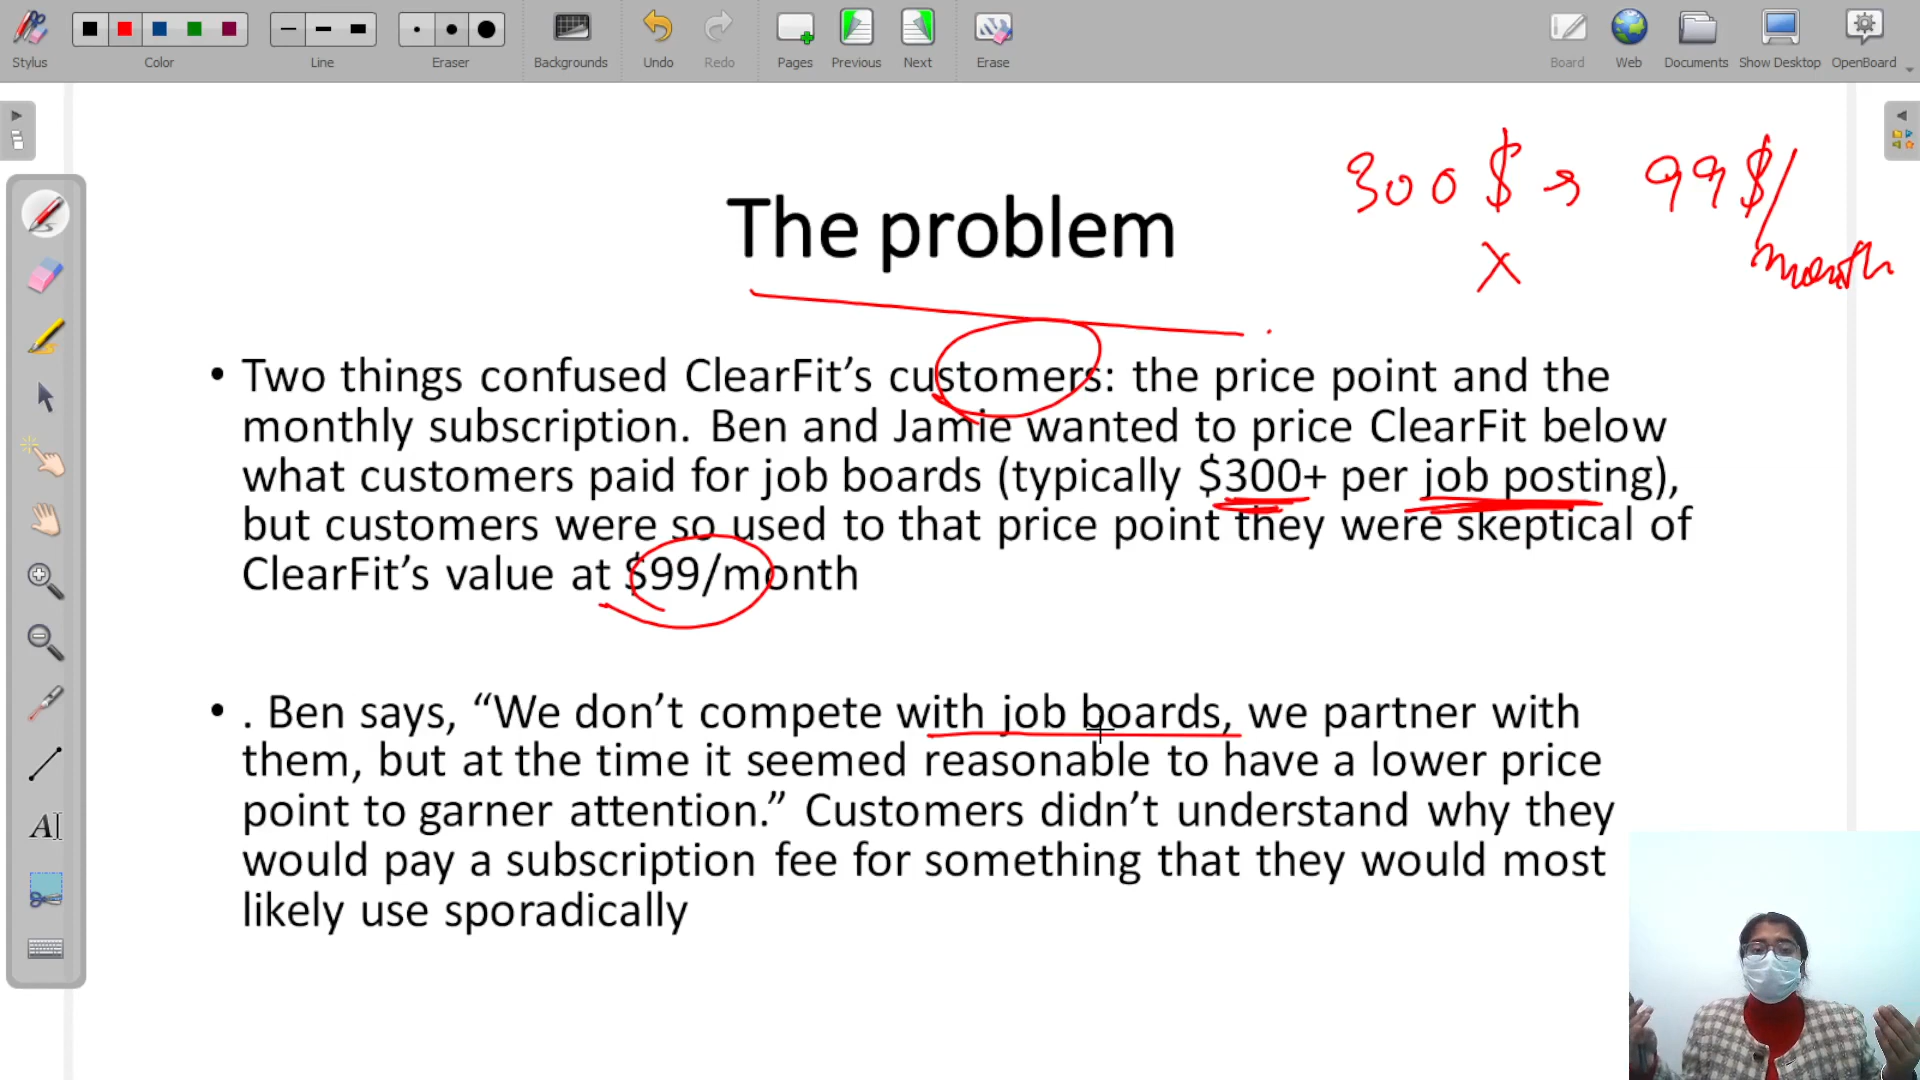 Stylus
Color
Line
Eraser
Backgrounds
Undo
Redo
Pages
Previous
Next
Erase
Board
Web
Documents
Show Desktop
OpenBoard
300 $ → 99 $/
month
X
The problem
• Two things confused ClearFit’s customers: the price point and the
monthly subscription. Ben and Jamie wanted to price ClearFit below
what customers paid for job boards (typically $300+ per job posting),
but customers were so used to that price point they were skeptical of
ClearFit’s value at $99/month
• . Ben says, “We don’t compete with job boards, we partner with
them, but at the time it seemed reasonable to have a lower price
point to garner attention.” Customers didn’t understand why they
would pay a subscription fee for something that they would most
likely use sporadically